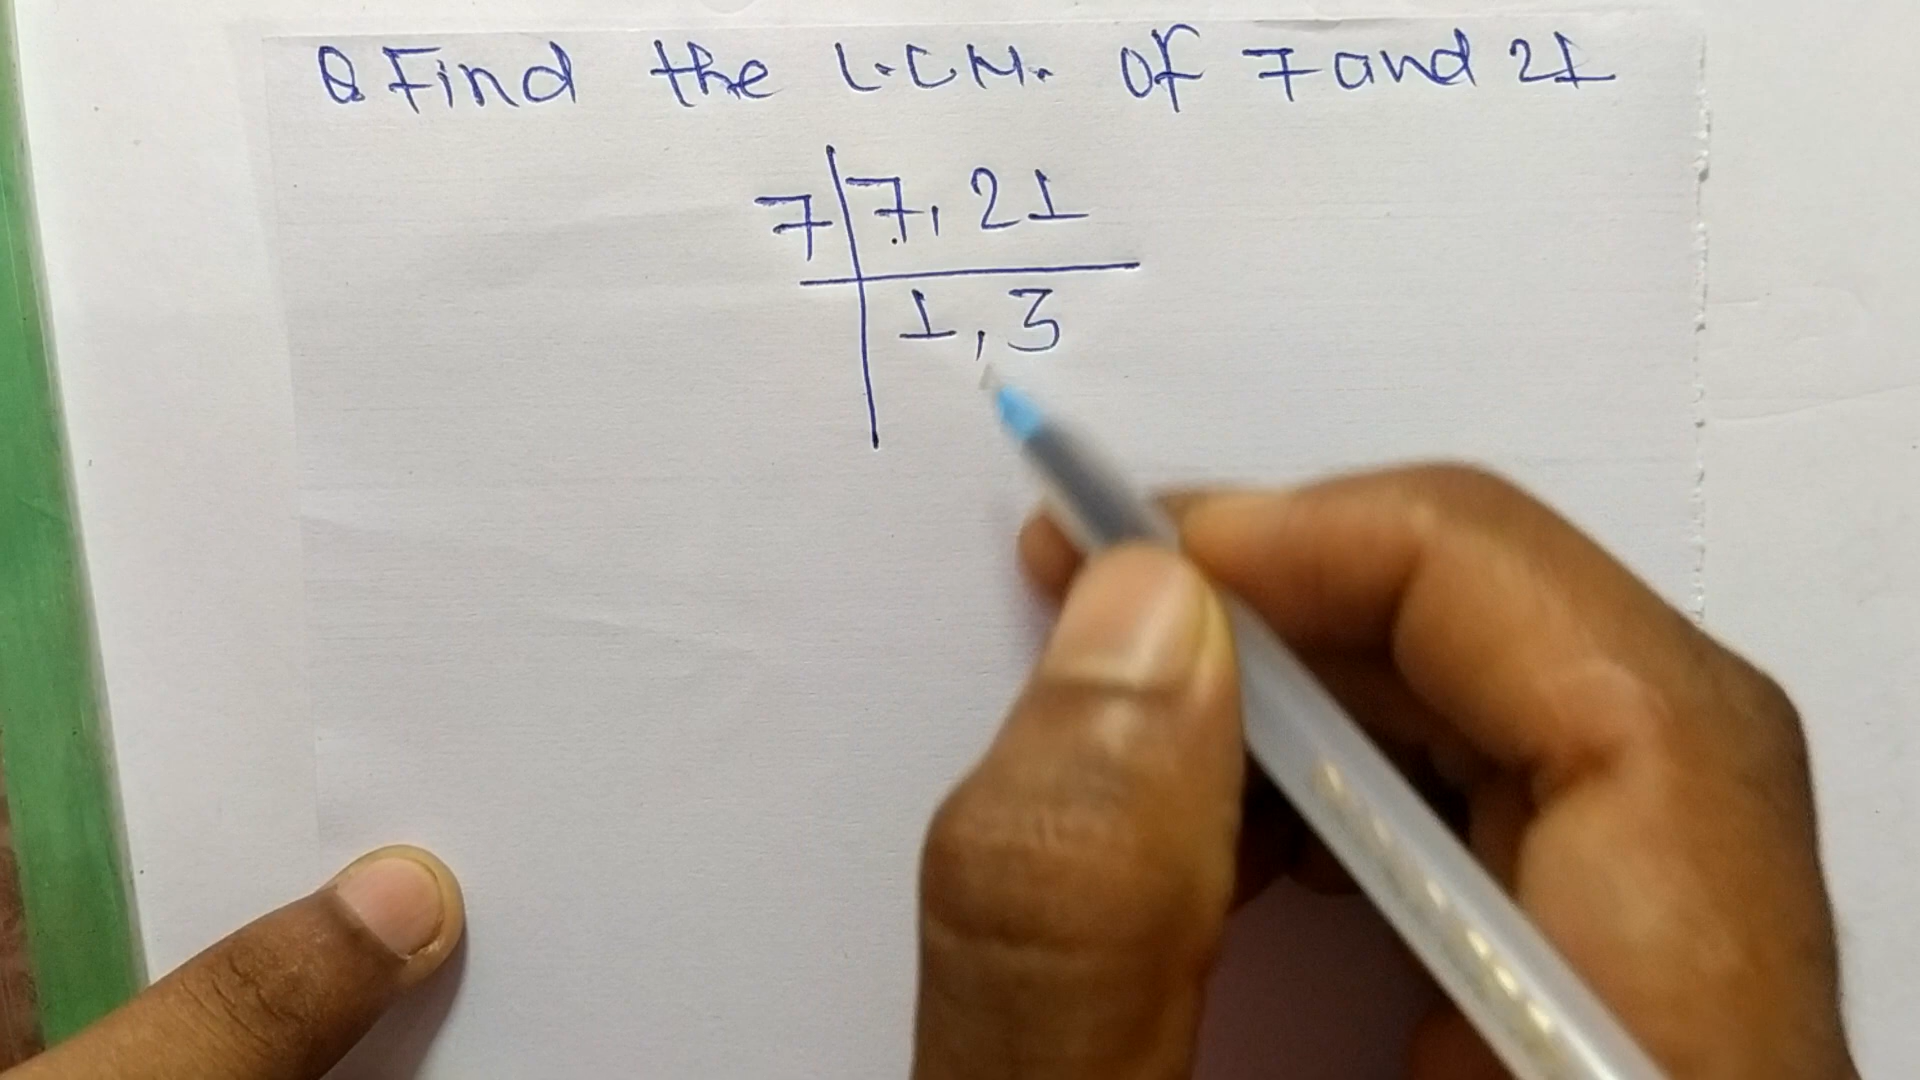 Q Find the L.C.M. of 7 and 21
7 7, 21
1, 3